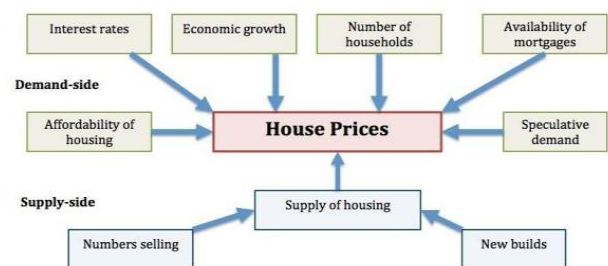 Interest rates
Economic growth
Number of
households
Availability of
mortgages
Demand-side
Affordability of
housing
House Prices
Speculative
demand
Supply-side
Supply of housing
Numbers selling
New builds